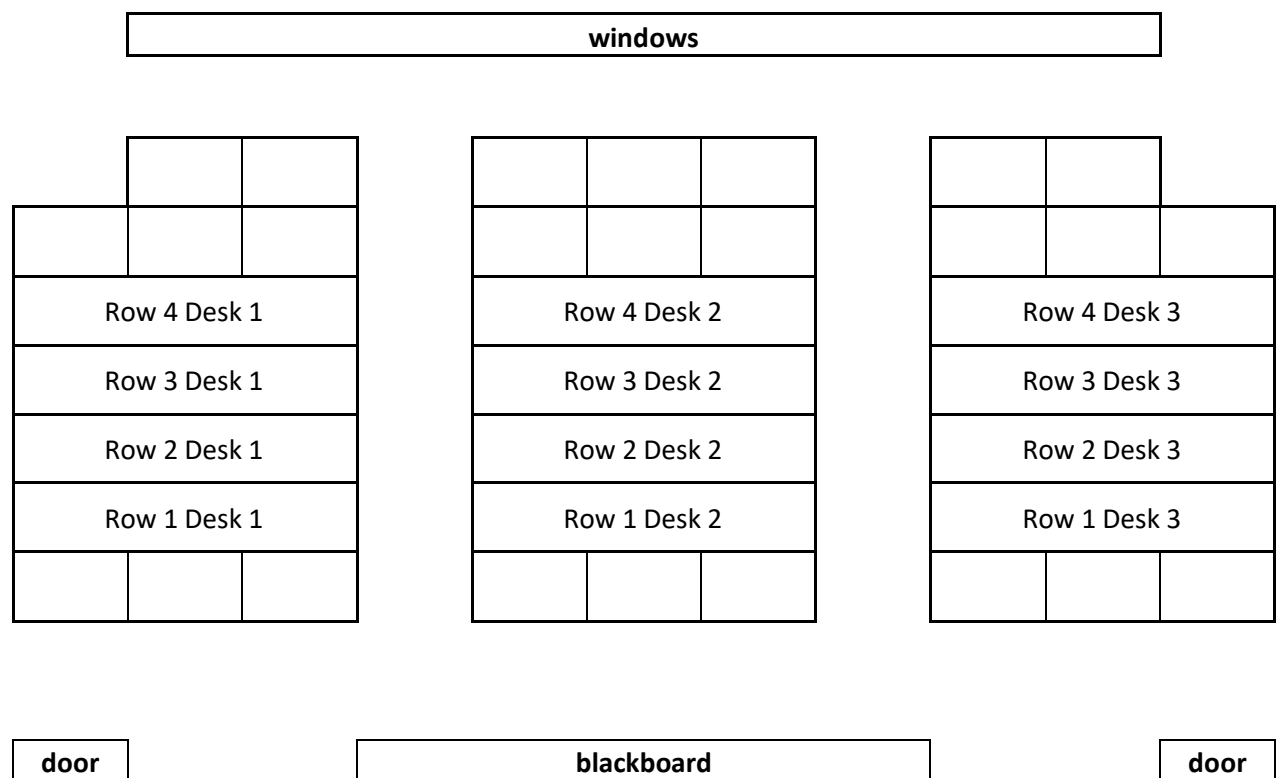 windows
Row 4 Desk 1 Row 4 Desk 2 Row 4 Desk 3
Row 3 Desk 1 Row 3 Desk 2 Row 3 Desk 3
Row 2 Desk 1 Row 2 Desk 2 Row 2 Desk 3
Row 1 Desk 1 Row 1 Desk 2 Row 1 Desk 3
door blackboard door